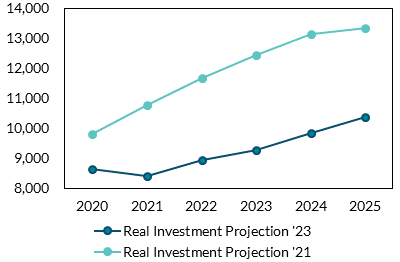 14,000
13,000
12,000
11,000
10,000
9,000
8,000
2020 2021 2022 2023 2024 2025
Real Investment Projection '23
Real Investment Projection '21